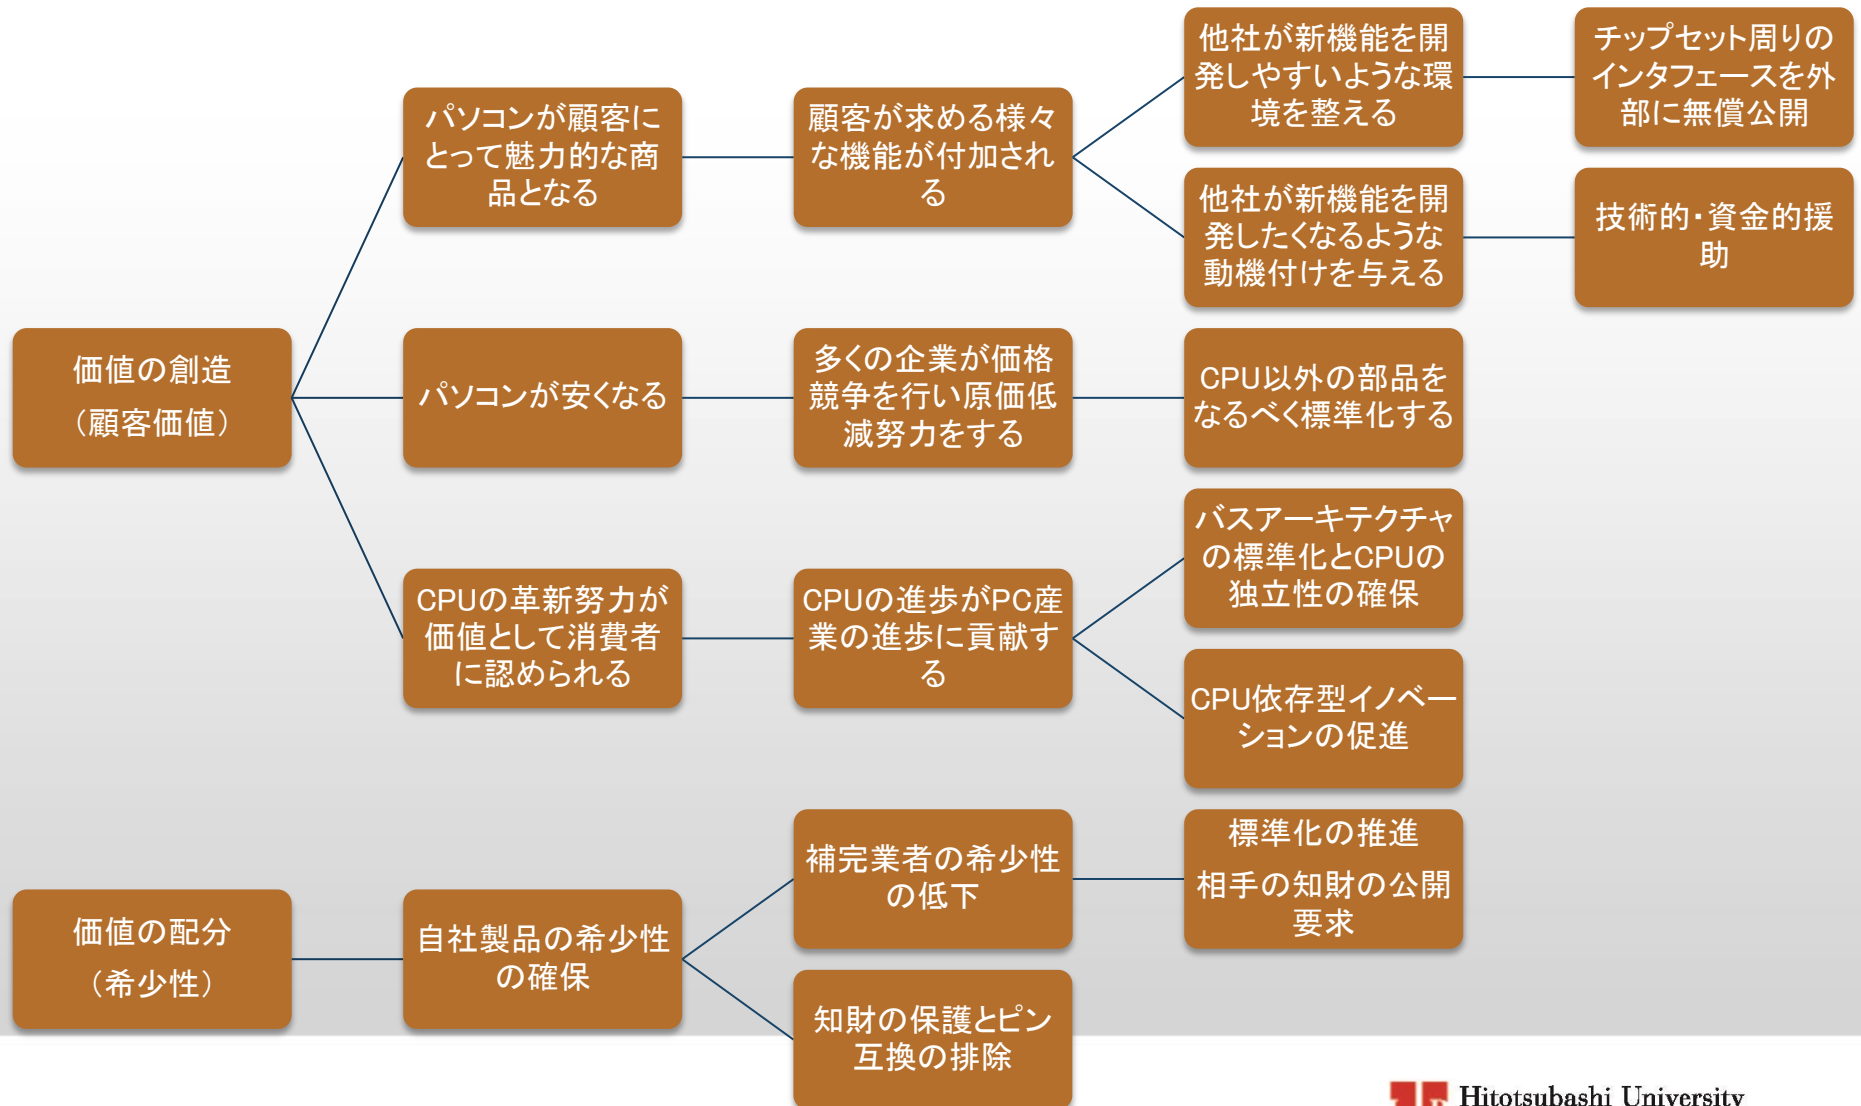 他社が新機能を開
発しやすいような環
境を整える
チップセット周りの
インタフェースを外
部に無償公開
パソコンが顧客に
とって魅力的な商
品となる
顧客が求める様々
な機能が付加され
る
他社が新機能を開
発したくなるような
動機付けを与える
技術的・資金的援
助
価値の創造
（顧客価値）
パソコンが安くなる
多くの企業が価格
競争を行い原価低
減努力をする
CPU以外の部品を
なるべく標準化する
バスアーキテクチャ
の標準化とCPUの
独立性の確保
CPUの革新努力が
価値として消費者
に認められる
CPUの進歩がPC産
業の進歩に貢献す
る
CPU依存型イノベー
ションの促進
価値の配分
（希少性）
自社製品の希少性
の確保
補完業者の希少性
の低下
標準化の推進
相手の知財の公開
要求
知財の保護とピン
互換の排除
Hitotsubashi University